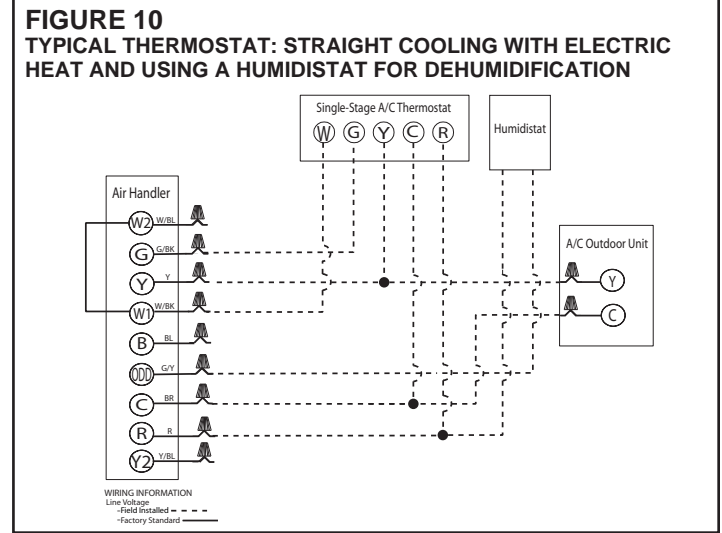 FIGURE 10
TYPICAL THERMOSTAT: STRAIGHT COOLING WITH ELECTRIC
HEAT AND USING A HUMIDISTAT FOR DEHUMIDIFICATION
Single-Stage A/C Thermostat
W G Y C R
Humidistat
Air Handler
W2 W/BL
G G/BK
Y Y
W1 W/BK
B BL
ODD G/Y
C BR
R R
Y2 Y/BL
A/C Outdoor Unit
Y
C
WIRING INFORMATION
Line Voltage
-Field Installed
-Factory Standard